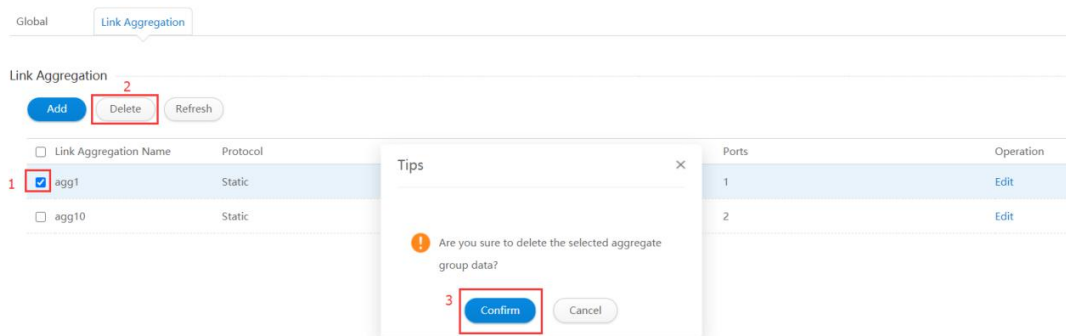 Global Link Aggregation
Link Aggregation
2
Add Delete Refresh
Link Aggregation Name Protocol Ports Operation
Tips ×
1 agg1 Static 1 Edit
agg10 Static 2 Edit
! Are you sure to delete the selected aggregate
group data?
3
Confirm Cancel